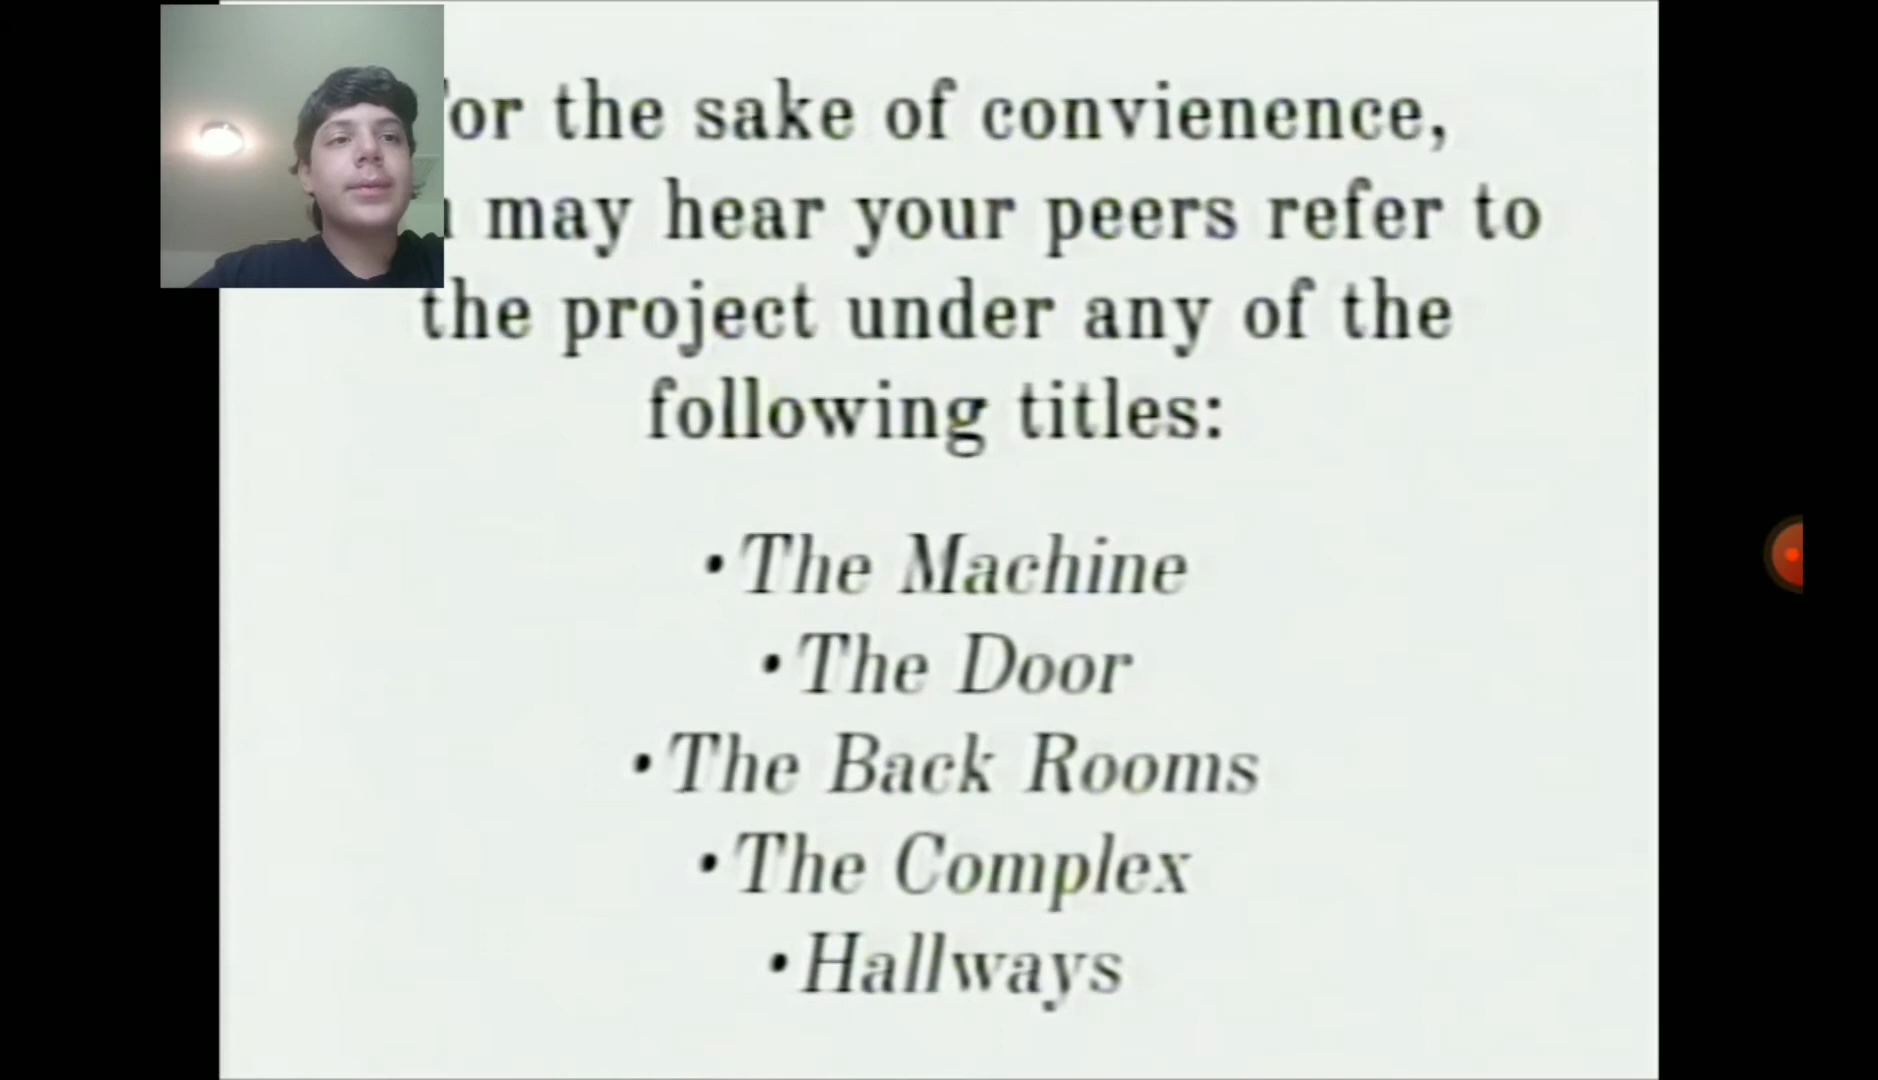 or the sake of convienence,
may hear your peers refer to
the project under any of the
following titles:
• The Machine
• The Door
• The Back Rooms
• The Complex
• Hallways